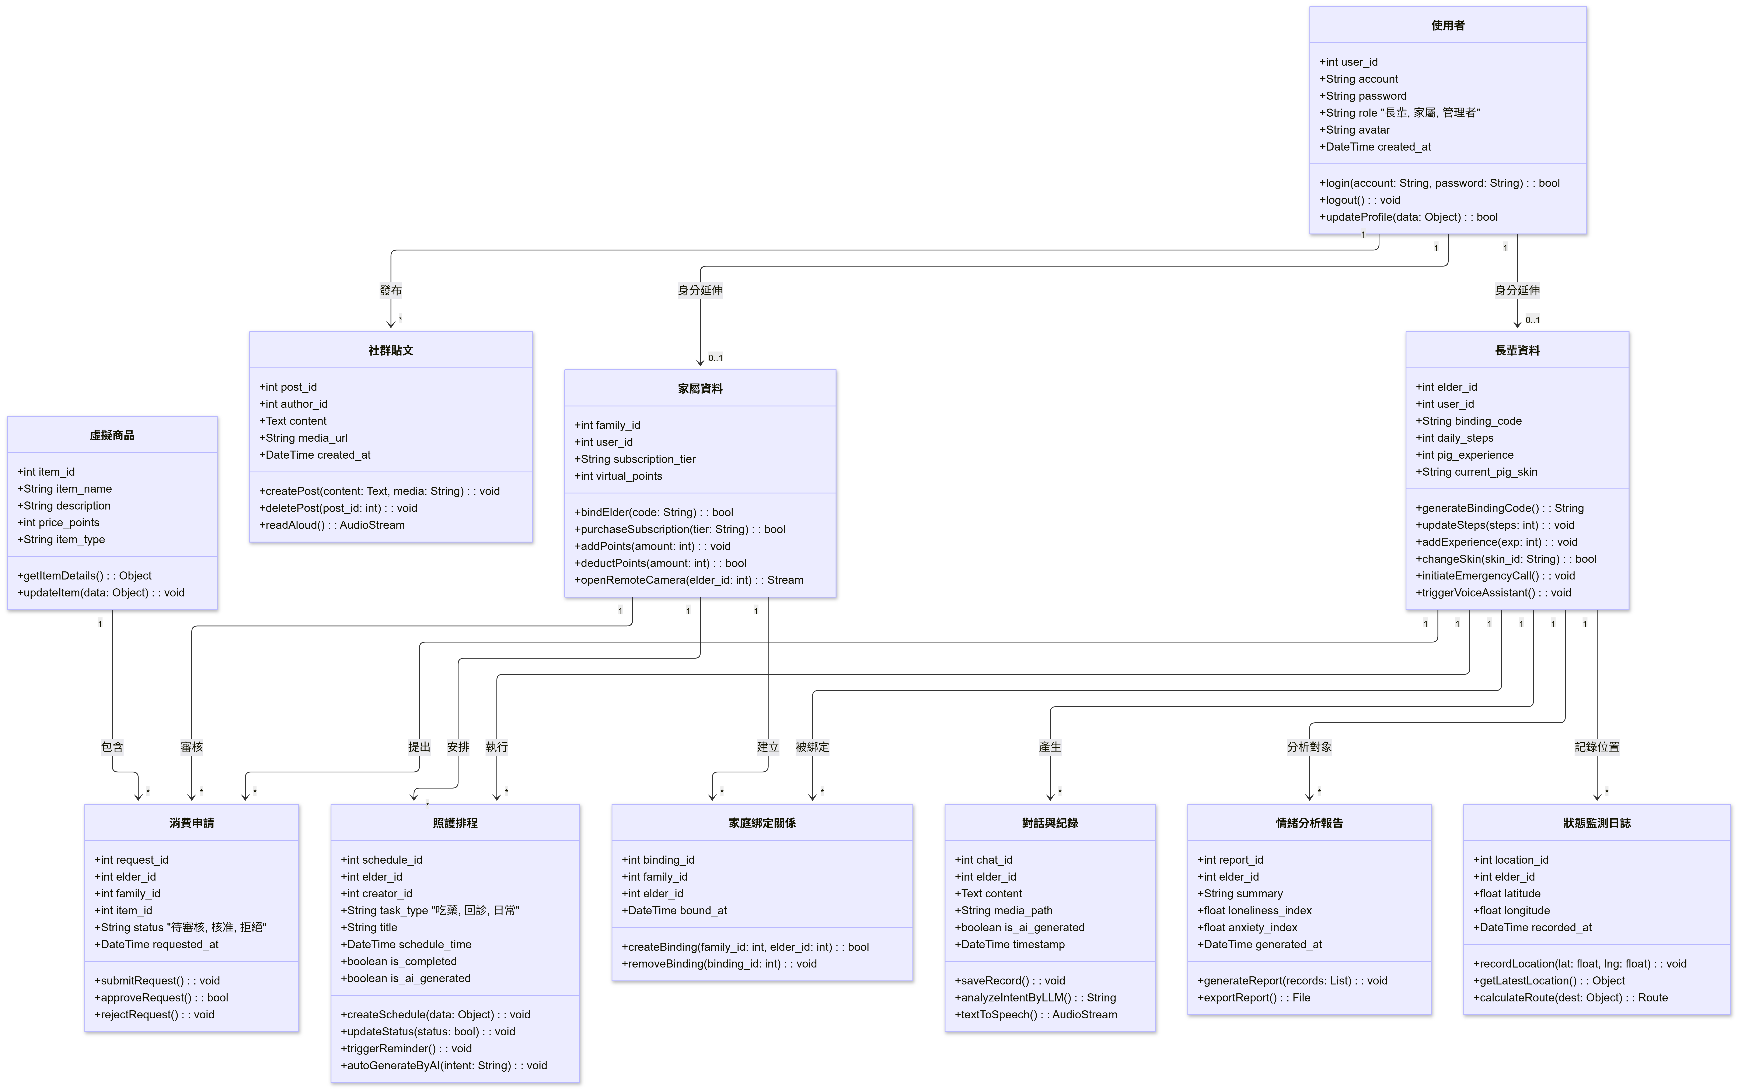 使用者
+int user_id
+String account
+String password
+String role "長輩, 家屬, 管理者"
+String avatar
+DateTime created_at
+login(account: String, password: String) : : bool
+logout() : : void
+updateProfile(data: Object) : : bool
1
1
1
發布
身分延伸
身分延伸
*
0..1
0..1
社群貼文
+int post_id
+int author_id
+Text content
+String media_url
+DateTime created_at
+createPost(content: Text, media: String) : : void
+deletePost(post_id: int) : : void
+readAloud() : : AudioStream
家屬資料
+int family_id
+int user_id
+String subscription_tier
+int virtual_points
+bindElder(code: String) : : bool
+purchaseSubscription(tier: String) : : bool
+addPoints(amount: int) : : void
+deductPoints(amount: int) : : bool
+openRemoteCamera(elder_id: int) : : Stream
長輩資料
+int elder_id
+int user_id
+String binding_code
+int daily_steps
+int pig_experience
+String current_pig_skin
+generateBindingCode() : : String
+updateSteps(steps: int) : : void
+addExperience(exp: int) : : void
+changeSkin(skin_id: String) : : bool
+initiateEmergencyCall() : : void
+triggerVoiceAssistant() : : void
虛擬商品
+int item_id
+String item_name
+String description
+int price_points
+String item_type
+getItemDetails() : : Object
+updateItem(data: Object) : : void
1
1
1
1
1
1
1
1
1
1
包含
審核
提出
安排
執行
建立
被綁定
產生
分析對象
記錄位置
*
*
*
*
*
*
*
*
*
*
消費申請
+int request_id
+int elder_id
+int family_id
+int item_id
+String status "待審核, 核准, 拒絕"
+DateTime requested_at
+submitRequest() : : void
+approveRequest() : : bool
+rejectRequest() : : void
照護排程
+int schedule_id
+int elder_id
+int creator_id
+String task_type "吃藥, 回診, 日常"
+String title
+DateTime schedule_time
+boolean is_completed
+boolean is_ai_generated
+createSchedule(data: Object) : : void
+updateStatus(status: bool) : : void
+triggerReminder() : : void
+autoGenerateByAI(intent: String) : : void
家庭綁定關係
+int binding_id
+int family_id
+int elder_id
+DateTime bound_at
+createBinding(family_id: int, elder_id: int) : : bool
+removeBinding(binding_id: int) : : void
對話與紀錄
+int chat_id
+int elder_id
+Text content
+String media_path
+boolean is_ai_generated
+DateTime timestamp
+saveRecord() : : void
+analyzeIntentByLLM() : : String
+textToSpeech() : : AudioStream
情緒分析報告
+int report_id
+int elder_id
+String summary
+float loneliness_index
+float anxiety_index
+DateTime generated_at
+generateReport(records: List) : : void
+exportReport() : : File
狀態監測日誌
+int location_id
+int elder_id
+float latitude
+float longitude
+DateTime recorded_at
+recordLocation(lat: float, lng: float) : : void
+getLatestLocation() : : Object
+calculateRoute(dest: Object) : : Route